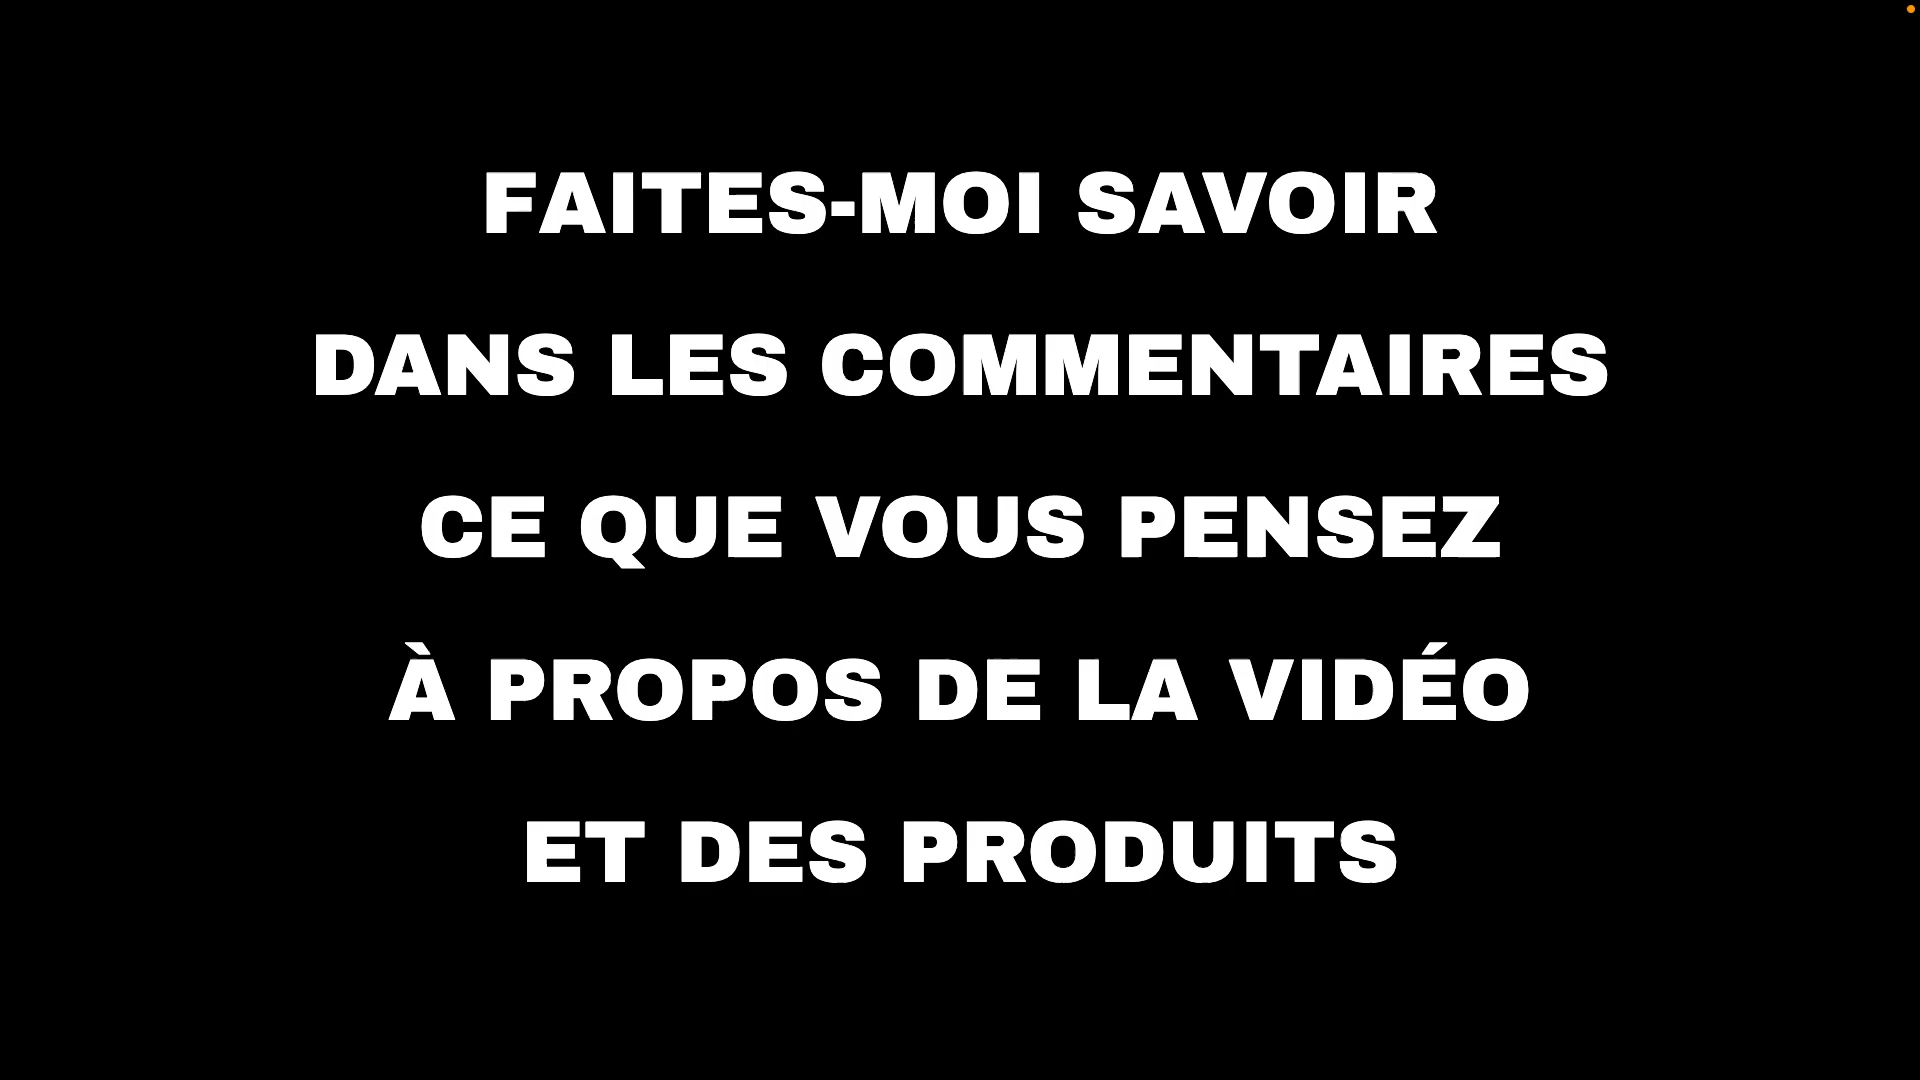 FAITES-MOI SAVOIR
DANS LES COMMENTAIRES
CE QUE VOUS PENSEZ
À PROPOS DE LA VIDÉO
ET DES PRODUITS